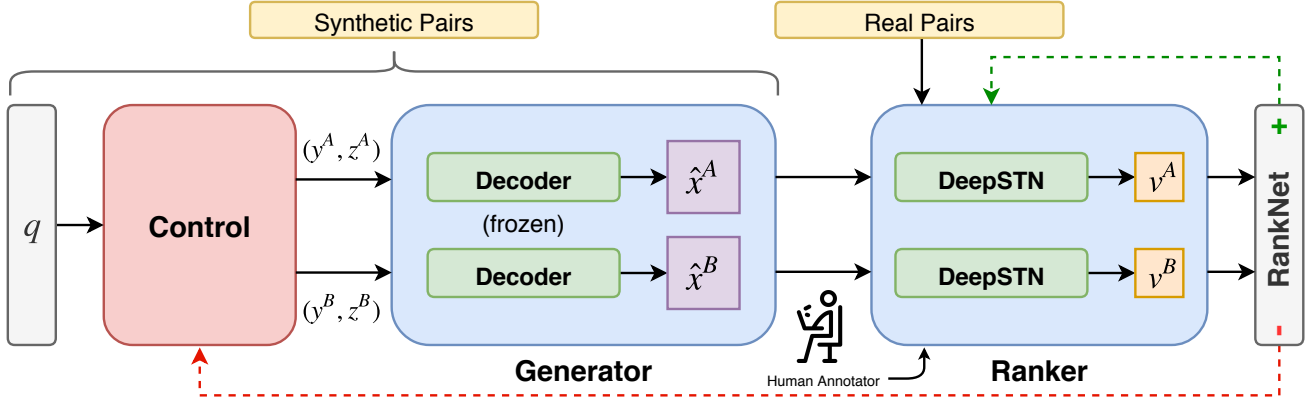 Synthetic Pairs
Real Pairs
q
Control
(y^A, z^A)
(y^B, z^B)
Decoder
x̂^A
(frozen)
Decoder
x̂^B
Generator
Human Annotator
DeepSTN
v^A
DeepSTN
v^B
Ranker
+
RankNet
-